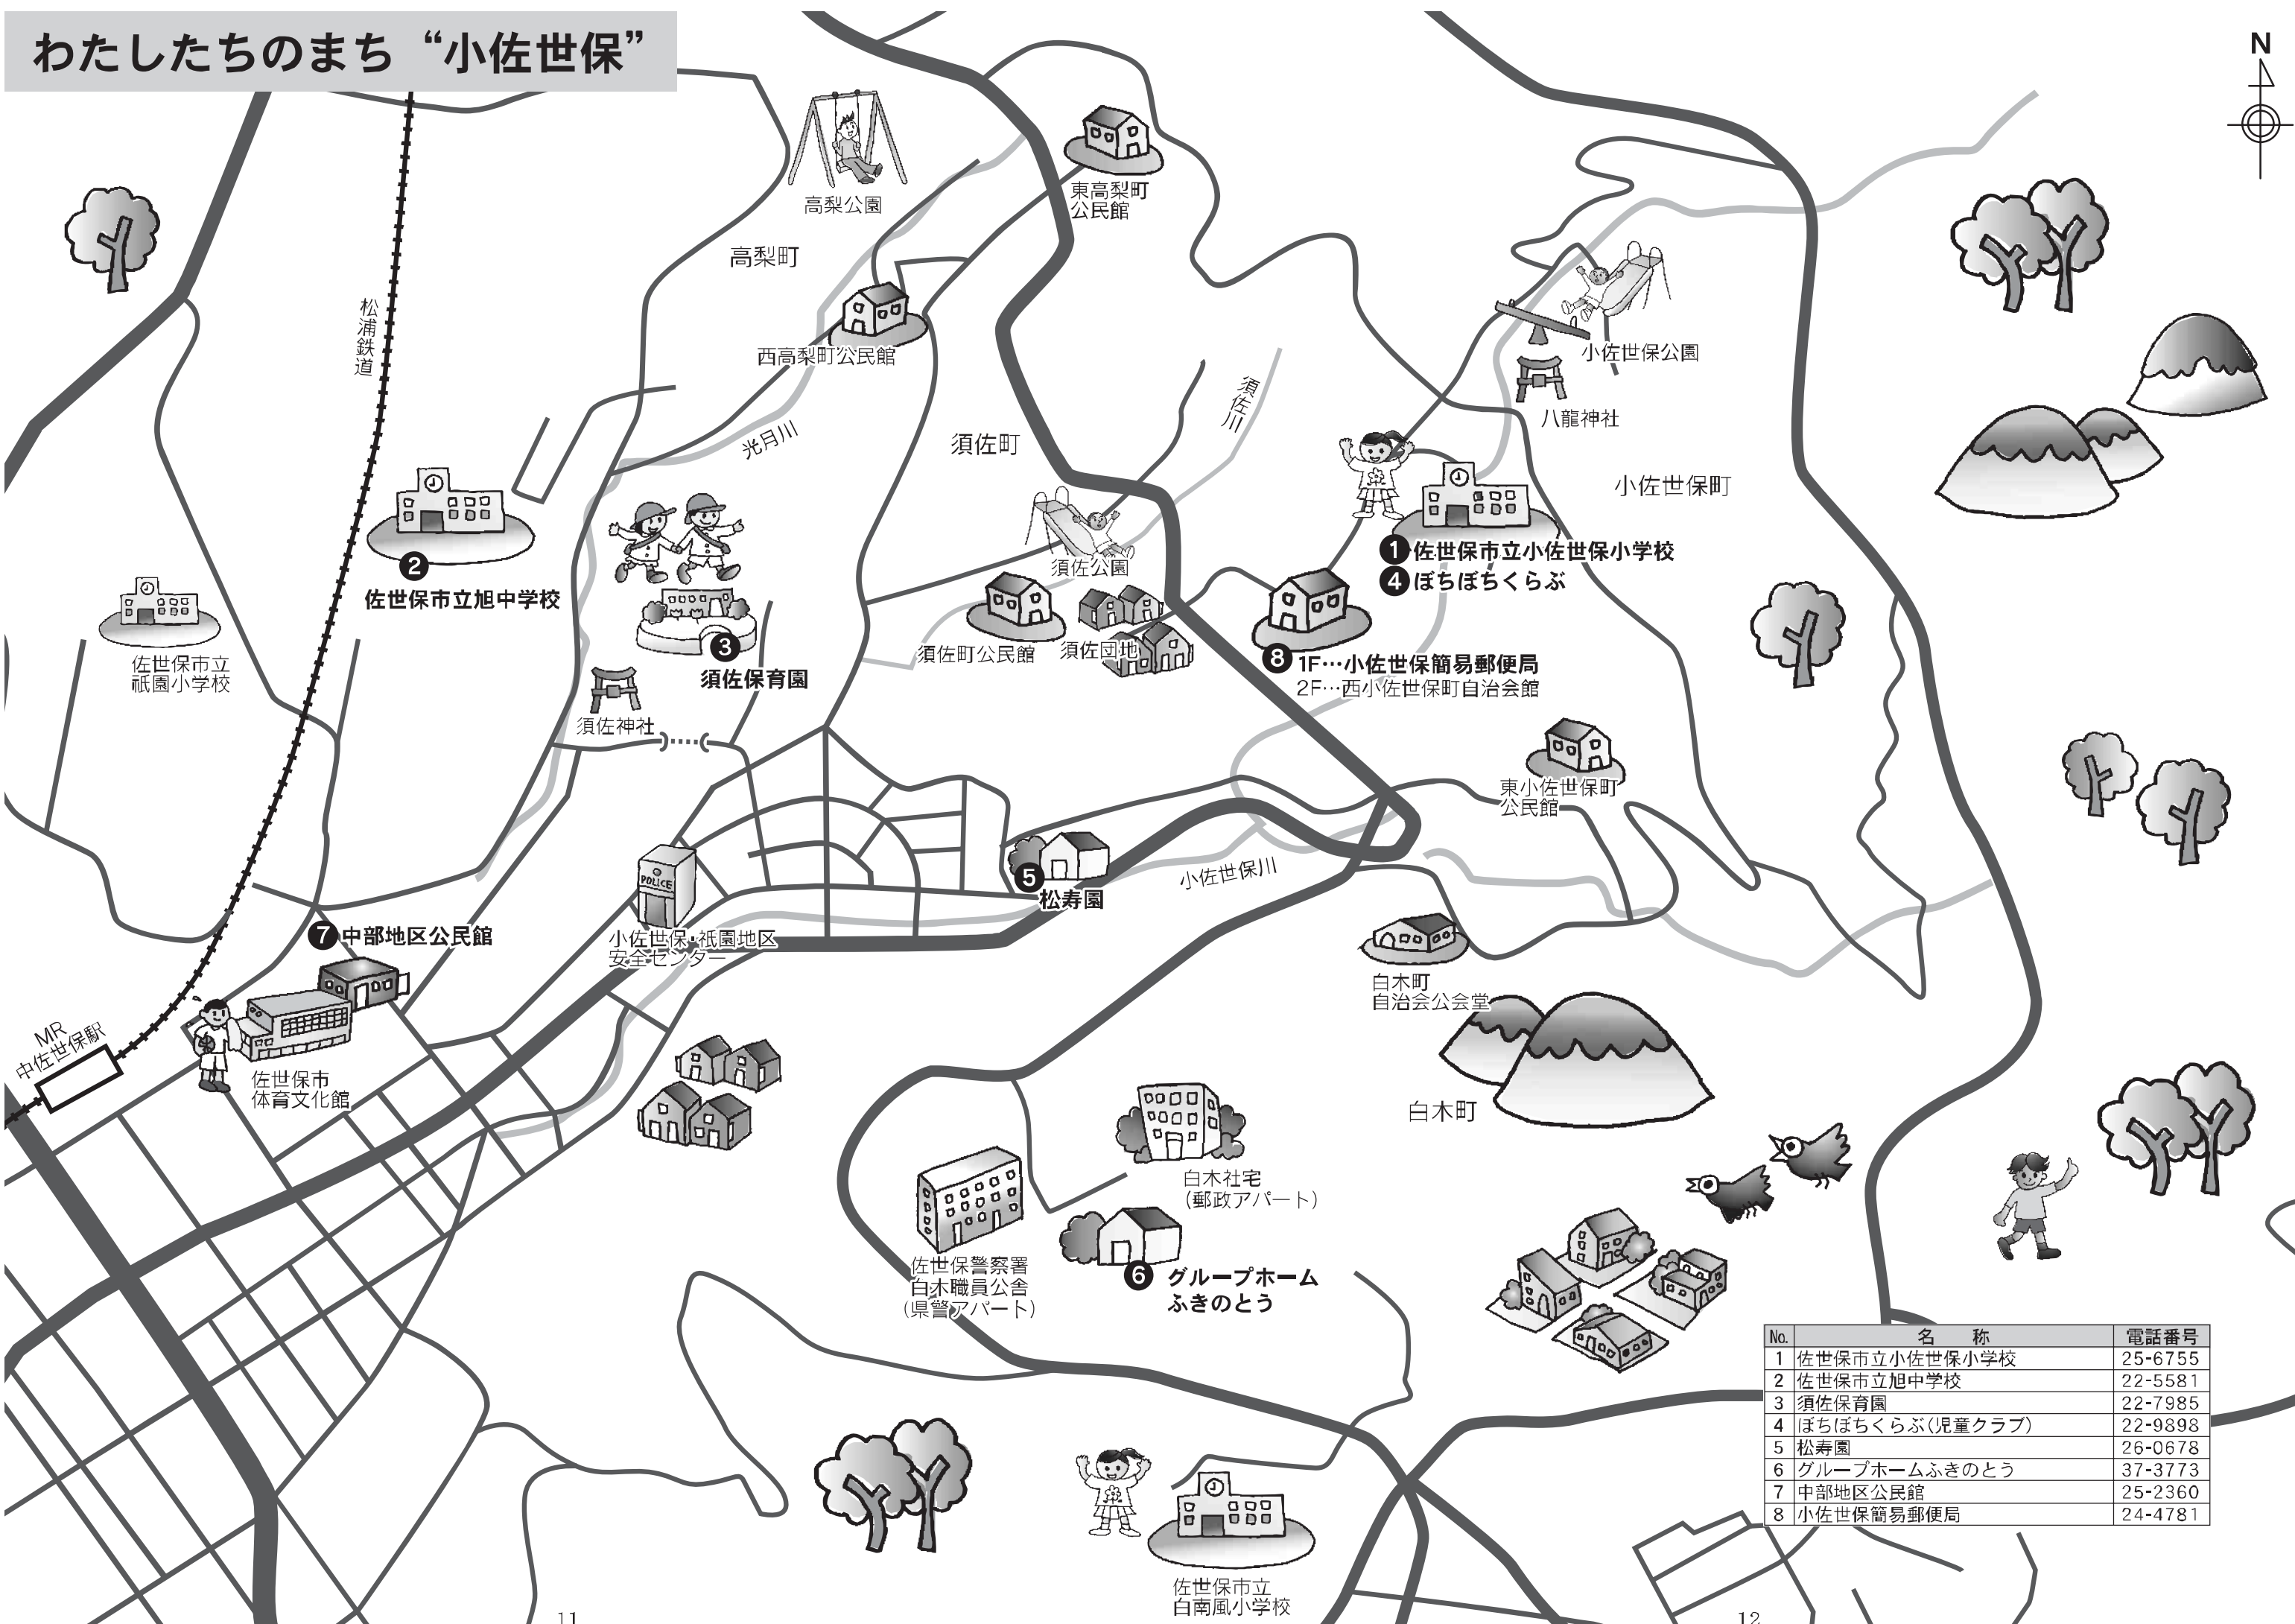 わたしたちのまち “小佐世保”
N
高梨公園
東高梨町
公民館
高梨町
松浦鉄道
西高梨町公民館
小佐世保公園
須佐川
八龍神社
光月川
須佐町
小佐世保町
❶佐世保市立小佐世保小学校
❹ぽちぽちくらぶ
須佐公園
❷
佐世保市立旭中学校
❸
須佐保育園
須佐町公民館
須佐団地
佐世保市立
祇園小学校
❽1F…小佐世保簡易郵便局
2F…西小佐世保町自治会館
須佐神社
東小佐世保町
公民館
POLICE
小佐世保川
❺
松寿園
❼中部地区公民館
小佐世保・祇園地区
安全センター
白木町
自治会公会堂
MR
中佐世保駅
佐世保市
体育文化館
白木町
白木社宅
(郵政アパート)
佐世保警察署
白木職員公舎
(県警アパート)
❻ グループホーム
ふきのとう
No. 名 称 電話番号
1 佐世保市立小佐世保小学校 25-6755
2 佐世保市立旭中学校 22-5581
3 須佐保育園 22-7985
4 ぽちぽちくらぶ(児童クラブ) 22-9898
5 松寿園 26-0678
6 グループホームふきのとう 37-3773
7 中部地区公民館 25-2360
8 小佐世保簡易郵便局 24-4781
佐世保市立
白南風小学校
11
12